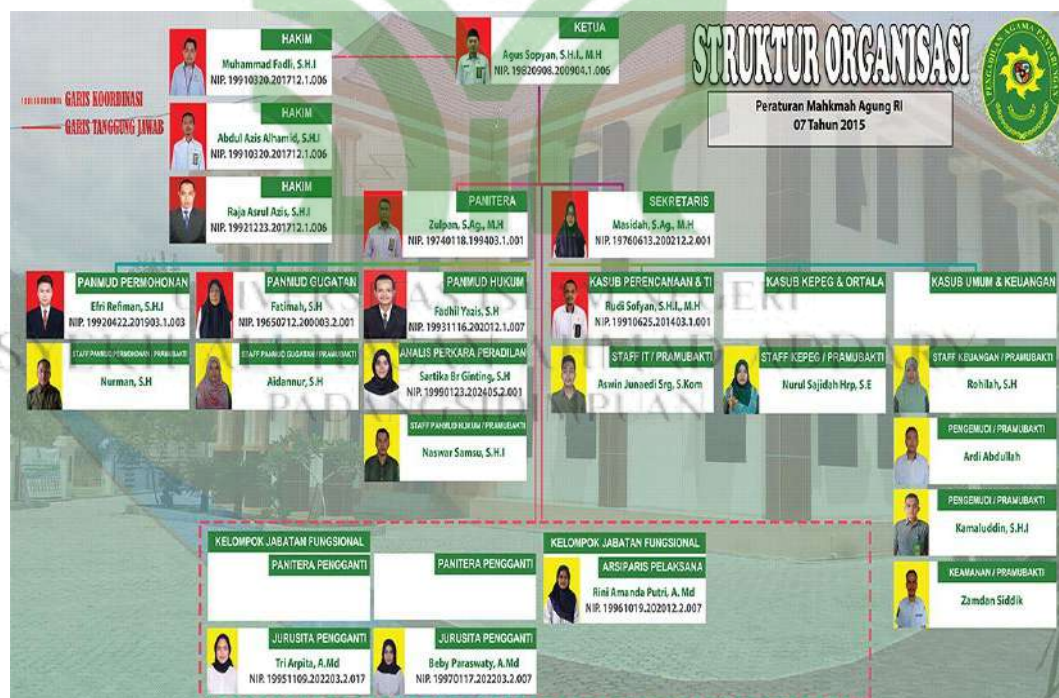 KETUA
Agus Sopyan, S.H.I., M.H
NIP. 19820908.200904.1.006
STRUKTUR ORGANISASI
Peraturan Mahkmah Agung RI
07 Tahun 2015
HAKIM
Muhammad Fadli, S.H.I
NIP. 19910320.201712.1.006
GARIS KOORDINASI
GARIS TANGGUNG JAWAB
HAKIM
Abdul Azis Alhamid, S.H.I
NIP. 19910320.201712.1.006
HAKIM
Raja Asrul Azis, S.H.I
NIP. 19921223.201712.1.006
PANITERA
Zulpan, S.Ag., M.H
NIP. 19740118.199403.1.001
SEKRETARIS
Masidah, S.Ag., M.H
NIP. 19760613.200212.2.001
PANMUD PERMOHONAN
Efri Refiman, S.H.I
NIP. 19920422.201903.1.003
PANMUD GUGATAN
Fatimah, S.H
NIP. 19650712.200003.2.001
PANMUD HUKUM
Fadhil Yazis, S.H
NIP. 19931116.202012.1.007
KASUB PERENCANAAN & TI
Rudi Sofyan, S.H.I., M.H
NIP. 19910625.201403.1.001
KASUB KEPEG & ORTALA
KASUB UMUM & KEUANGAN
STAFF PANMUD PERMOHONAN / PRAMUBAKTI
Nurman, S.H
STAFF PANMUD GUGATAN / PRAMUBAKTI
Aidannur, S.H
ANALIS PERKARA PERADILAN
Sartika Br Ginting, S.H
NIP. 19990123.202405.2.001
STAFF IT / PRAMUBAKTI
Aswin Junaedi Srg, S.Kom
STAFF KEPEG / PRAMUBAKTI
Nurul Sajidah Hrp, S.E
STAFF KEUANGAN / PRAMUBAKTI
Rohilah, S.H
STAFF PANMUD HUKUM / PRAMUBAKTI
Naswar Samsu, S.H.I
PENGEMUDI / PRAMUBAKTI
Ardi Abdullah
PENGEMUDI / PRAMUBAKTI
Kamaluddin, S.H.I
KEAMANAN / PRAMUBAKTI
Zamdan Siddik
KELOMPOK JABATAN FUNGSIONAL
PANITERA PENGGANTI
PANITERA PENGGANTI
KELOMPOK JABATAN FUNGSIONAL
ARSIPARIS PELAKSANA
Rini Amanda Putri, A. Md
NIP. 19961019.202012.2.007
JURUSITA PENGGANTI
Tri Arpita, A.Md
NIP. 19951109.202203.2.017
JURUSITA PENGGANTI
Beby Paraswaty, A.Md
NIP. 19970117.202203.2.007